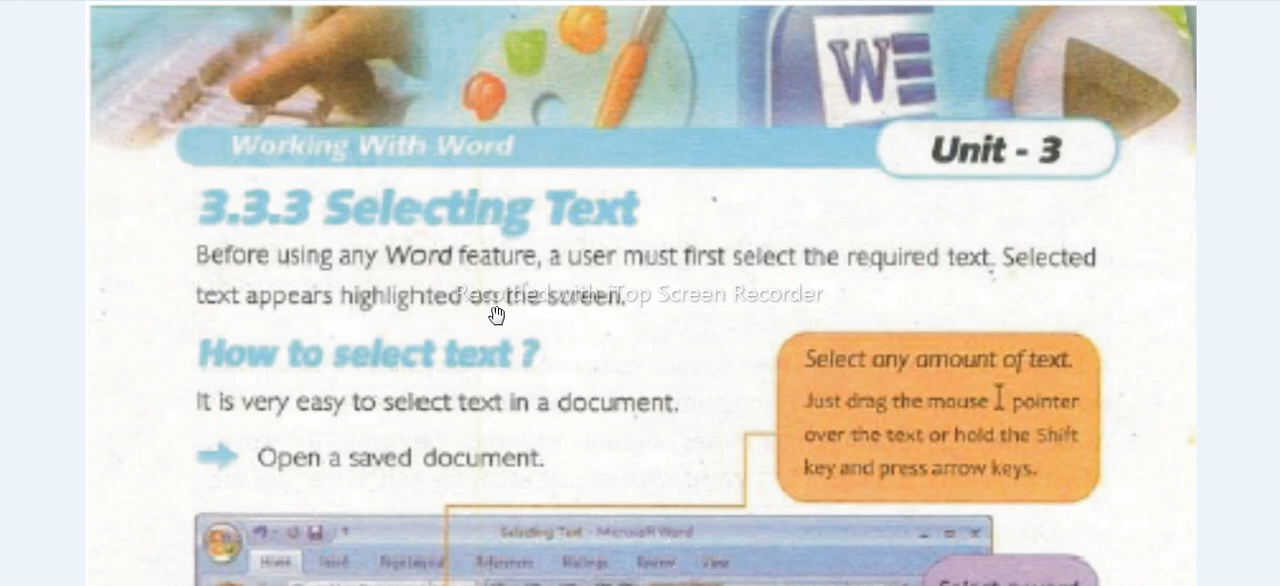 W
Working With Word
Unit - 3
3.3.3 Selecting Text
Before using any Word feature, a user must first select the required text. Selected
text appears highlighted on the screen.
Recorded with iTop Screen Recorder
How to select text ?
It is very easy to select text in a document.
Open a saved document.
Select any amount of text.
Just drag the mouse I pointer
over the text or hold the Shift
key and press arrow keys.
Selecting Text - Microsoft Word
Home Insert Page Layout References Mailings Review View
Select a word